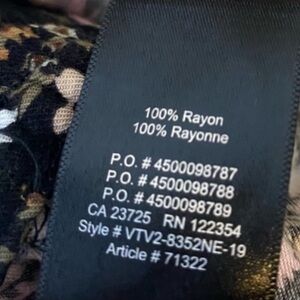 100% Rayon
100% Rayonne
P.O. # 4500098787
P.O. # 4500098788
P.O. # 4500098789
CA 23725 RN 122354
Style # VTV2-8352NE-19
Article # 71322